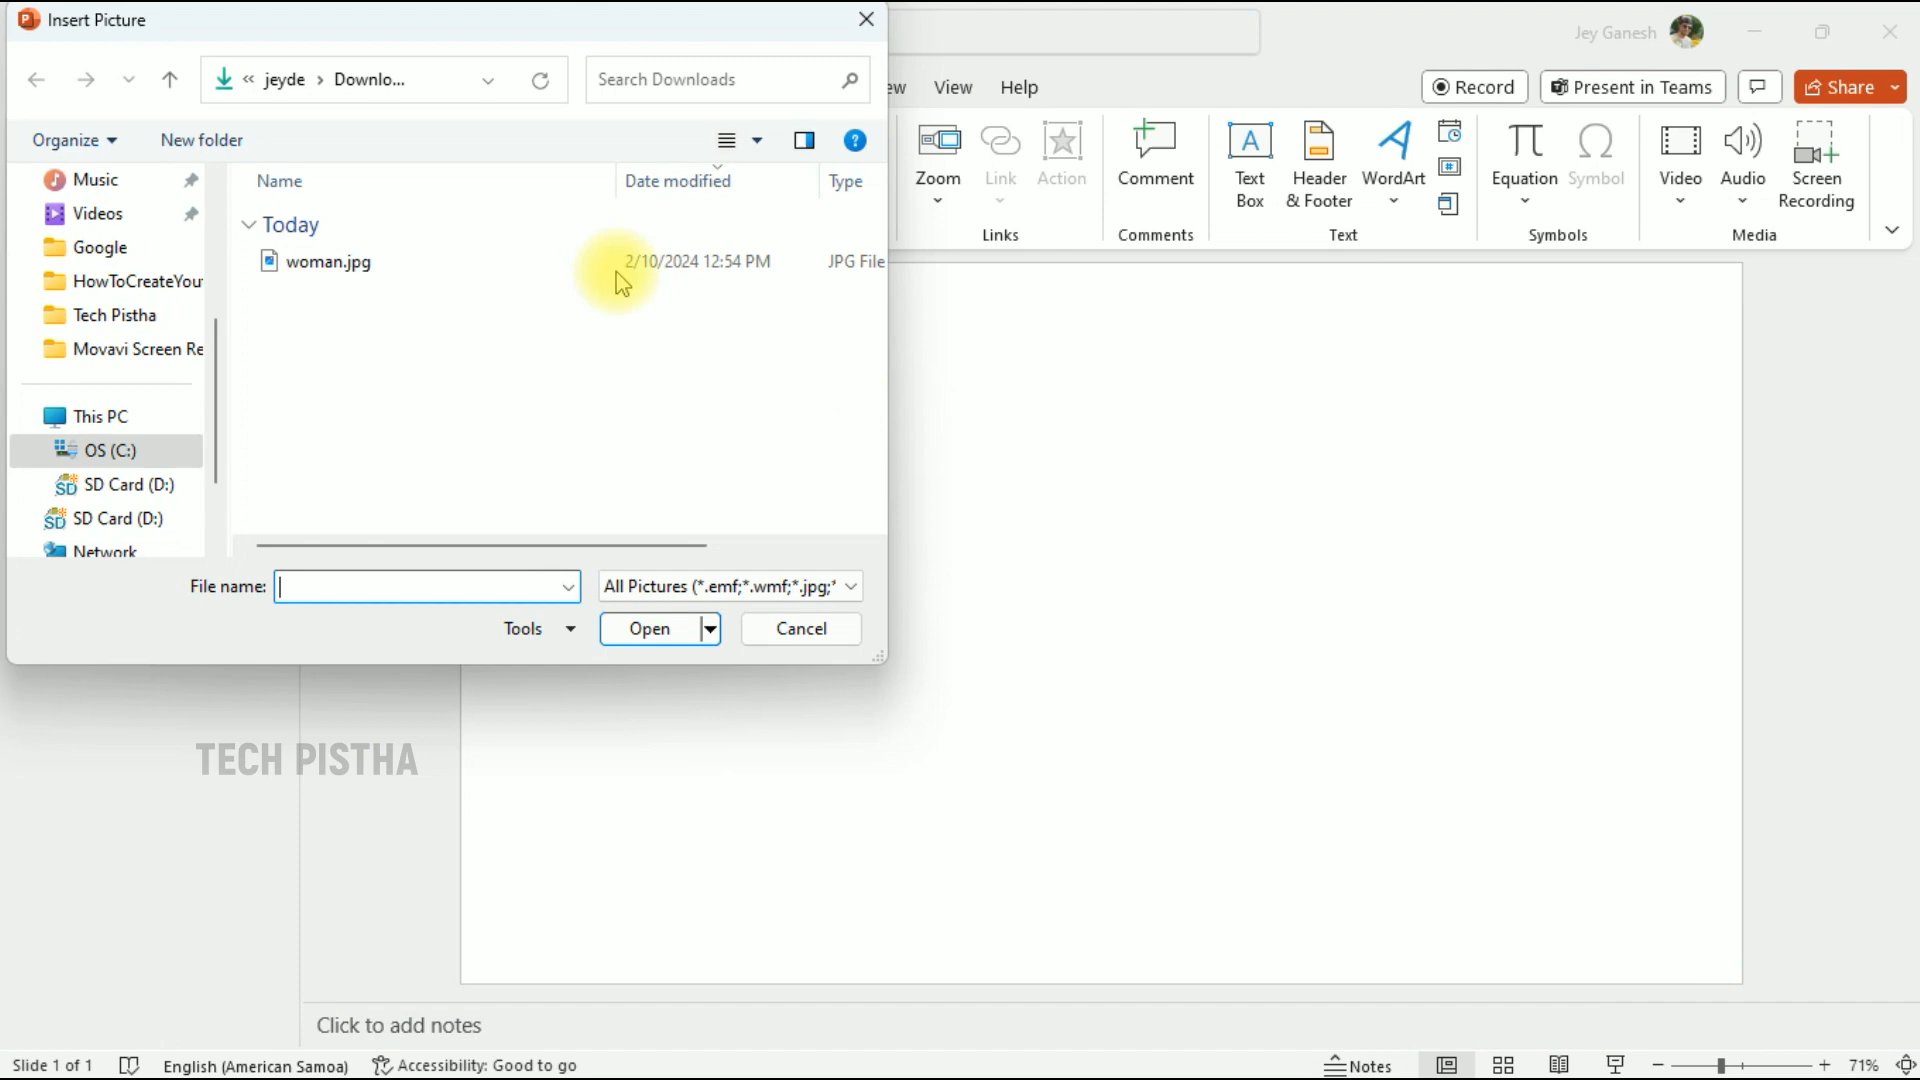 Insert Picture
Jey Ganesh
« jeyde > Downlo...
Search Downloads
ew View Help
Record
Present in Teams
Share
Organize
New folder
Music
Videos
Google
HowToCreateYour
Tech Pistha
Movavi Screen Re
This PC
OS (C:)
SD Card (D:)
SD Card (D:)
Network
Name
Date modified
Type
Today
woman.jpg
2/10/2024 12:54 PM
JPG File
Zoom
Link
Action
Links
Comment
Comments
Text
Box
Header
& Footer
WordArt
Text
Equation
Symbol
Symbols
Video
Audio
Screen
Recording
Media
File name:
All Pictures (*.emf;*.wmf;*.jpg;*
Tools
Open
Cancel
TECH PISTHA
Click to add notes
Slide 1 of 1
English (American Samoa)
Accessibility: Good to go
Notes
71%